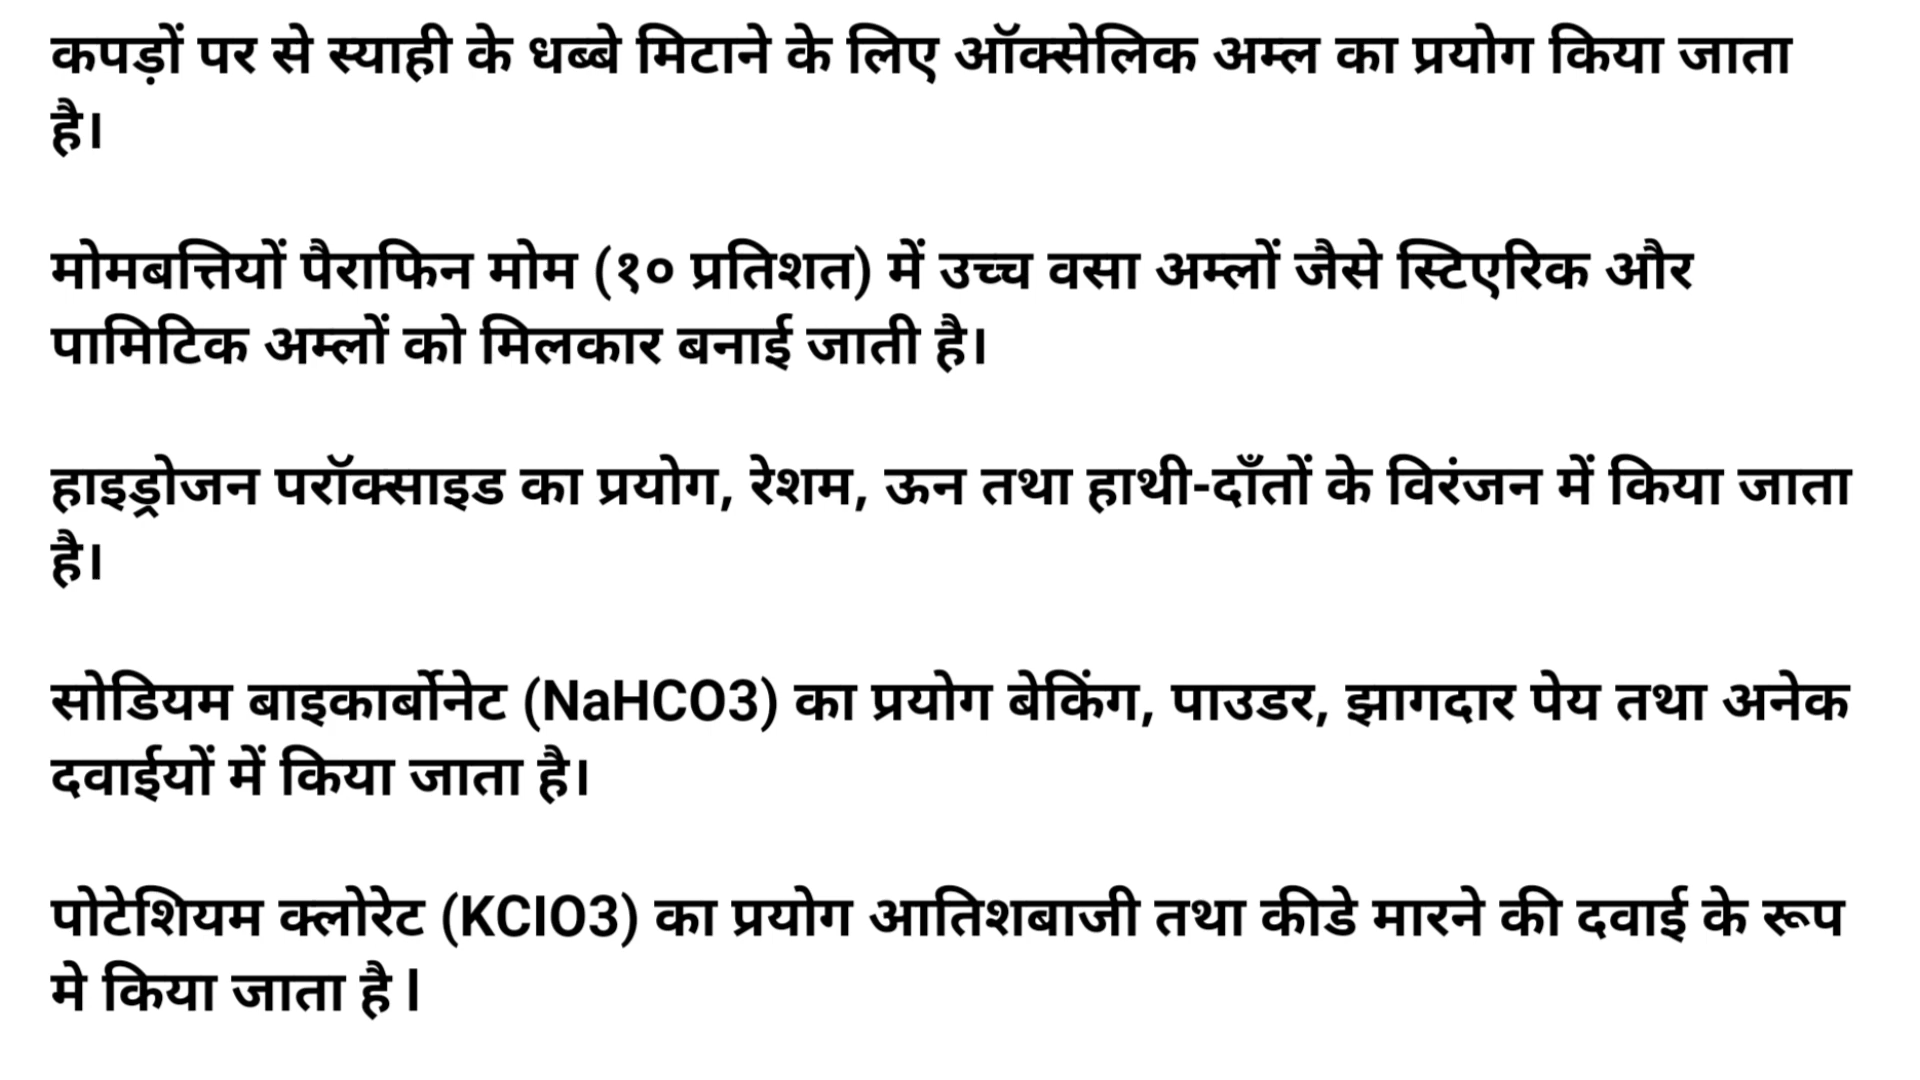 कपड़ों पर से स्याही के धब्बे मिटाने के लिए ऑक्सेलिक अम्ल का प्रयोग किया जाता
है।
मोमबत्तियों पैराफिन मोम (१० प्रतिशत) में उच्च वसा अम्लों जैसे स्टिएरिक और
पामिटिक अम्लों को मिलकार बनाई जाती है।
हाइड्रोजन परॉक्साइड का प्रयोग, रेशम, ऊन तथा हाथी-दाँतों के विरंजन में किया जाता
है।
सोडियम बाइकार्बोनेट (NaHCO3) का प्रयोग बेकिंग, पाउडर, झागदार पेय तथा अनेक
दवाईयों में किया जाता है।
पोटेशियम क्लोरेट (KClO3) का प्रयोग आतिशबाजी तथा कीडे मारने की दवाई के रूप
मे किया जाता है l